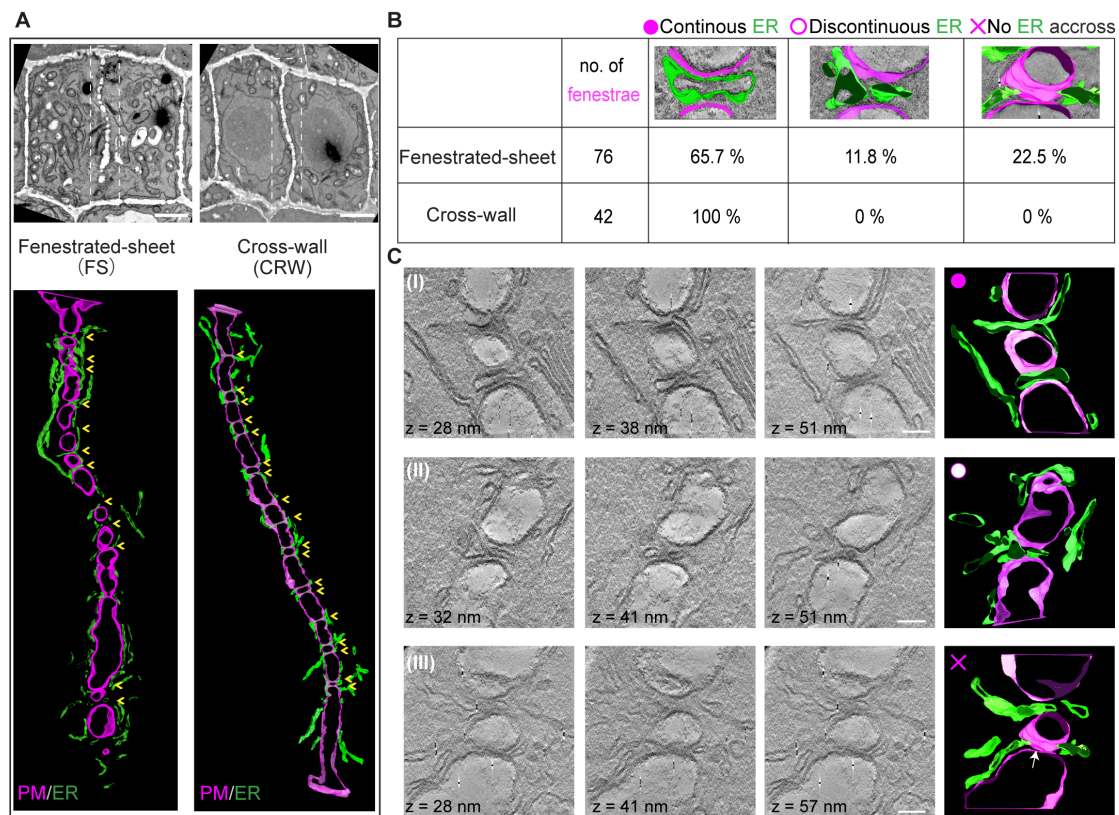 A
Fenestrated-sheet
(FS)
Cross-wall
(CRW)
PM/ER
PM/ER
B
Continous ER Discontinuous ER No ER accross
no. of
fenestrae
Fenestrated-sheet 76 65.7 % 11.8 % 22.5 %
Cross-wall 42 100 % 0 % 0 %
C
(I)
z = 28 nm z = 38 nm z = 51 nm
(II)
z = 32 nm z = 41 nm z = 51 nm
(III)
z = 28 nm z = 41 nm z = 57 nm